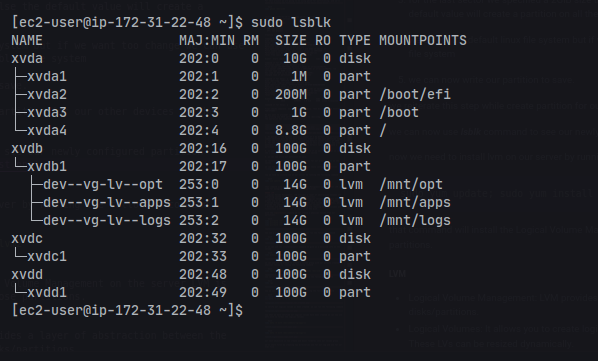 [ec2-user@ip-172-31-22-48 ~]$ sudo lsblk
NAME MAJ:MIN RM SIZE RO TYPE MOUNTPOINTS
xvda 202:0 0 10G 0 disk
├─xvda1 202:1 0 1M 0 part
├─xvda2 202:2 0 200M 0 part /boot/efi
├─xvda3 202:3 0 1G 0 part /boot
└─xvda4 202:4 0 8.8G 0 part /
xvdb 202:16 0 100G 0 disk
└─xvdb1 202:17 0 100G 0 part
├─dev--vg-lv--opt 253:0 0 14G 0 lvm /mnt/opt
├─dev--vg-lv--apps 253:1 0 14G 0 lvm /mnt/apps
└─dev--vg-lv--logs 253:2 0 14G 0 lvm /mnt/logs
xvdc 202:32 0 100G 0 disk
└─xvdc1 202:33 0 100G 0 part
xvdd 202:48 0 100G 0 disk
└─xvdd1 202:49 0 100G 0 part
[ec2-user@ip-172-31-22-48 ~]$